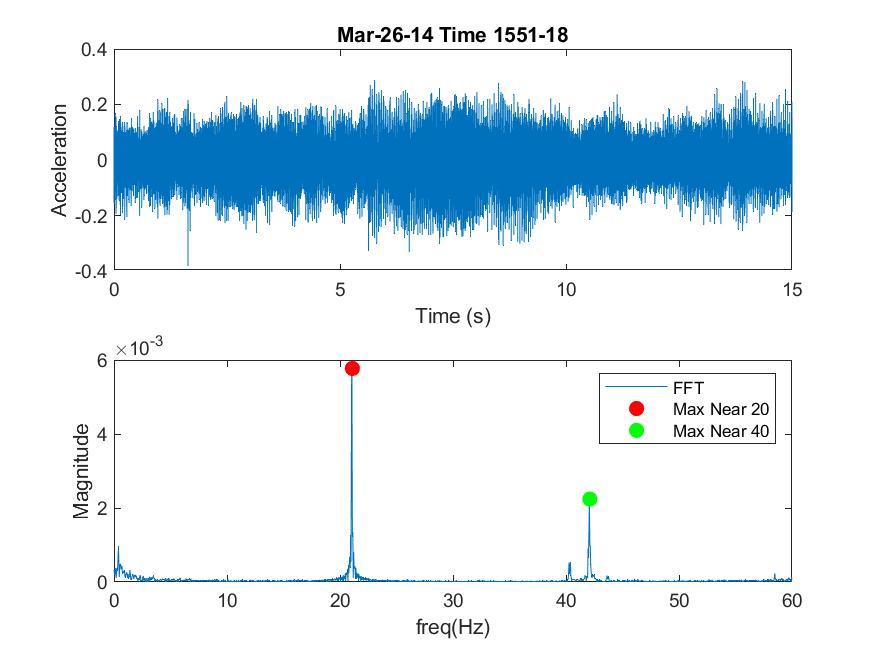 Mar-26-14 Time 1551-18
Acceleration
0.4
0.2
0
-0.2
-0.4
0 5 10 15
Time (s)
×10-3
Magnitude
6
4
2
0
FFT
Max Near 20
Max Near 40
0 10 20 30 40 50 60
freq(Hz)